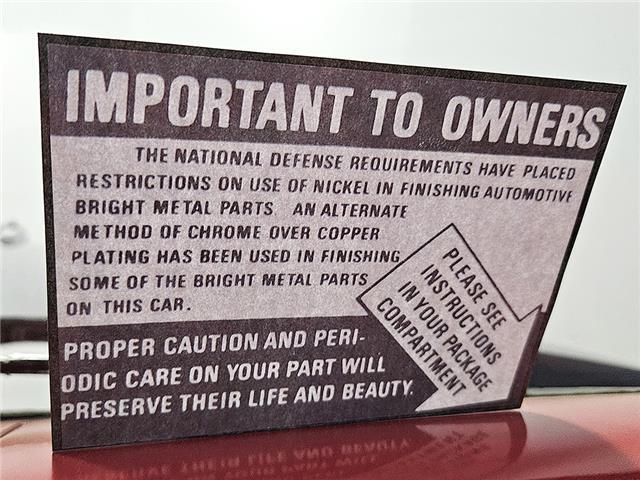 IMPORTANT TO OWNERS
THE NATIONAL DEFENSE REQUIREMENTS HAVE PLACED
RESTRICTIONS ON USE OF NICKEL IN FINISHING AUTOMOTIVE
BRIGHT METAL PARTS AN ALTERNATE
METHOD OF CHROME OVER COPPER
PLATING HAS BEEN USED IN FINISHING
SOME OF THE BRIGHT METAL PARTS
ON THIS CAR.
PLEASE SEE
INSTRUCTIONS
IN YOUR PACKAGE
COMPARTMENT
PROPER CAUTION AND PERI-
ODIC CARE ON YOUR PART WILL
PRESERVE THEIR LIFE AND BEAUTY.